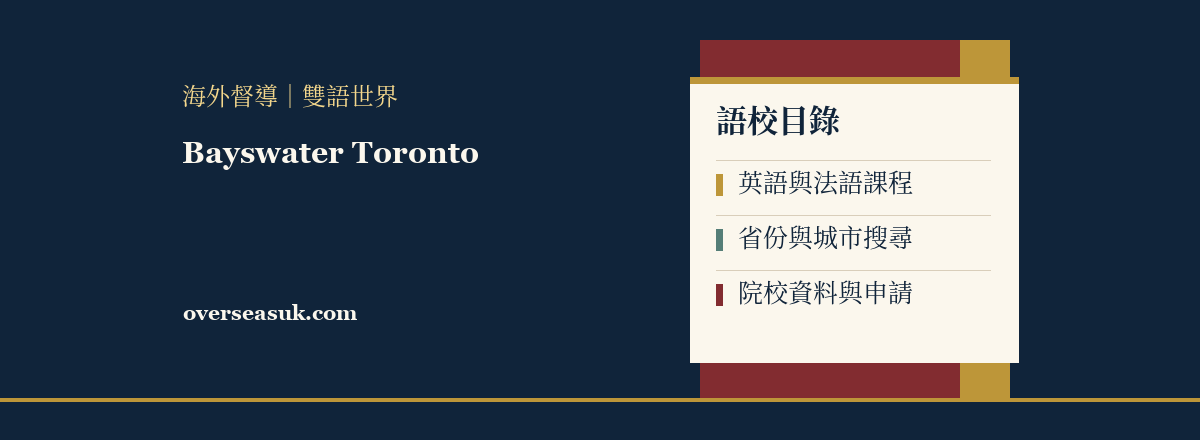 海外督導｜雙語世界
Bayswater Toronto
overseasuk.com
語校目錄
英語與法語課程
省份與城市搜尋
院校資料與申請